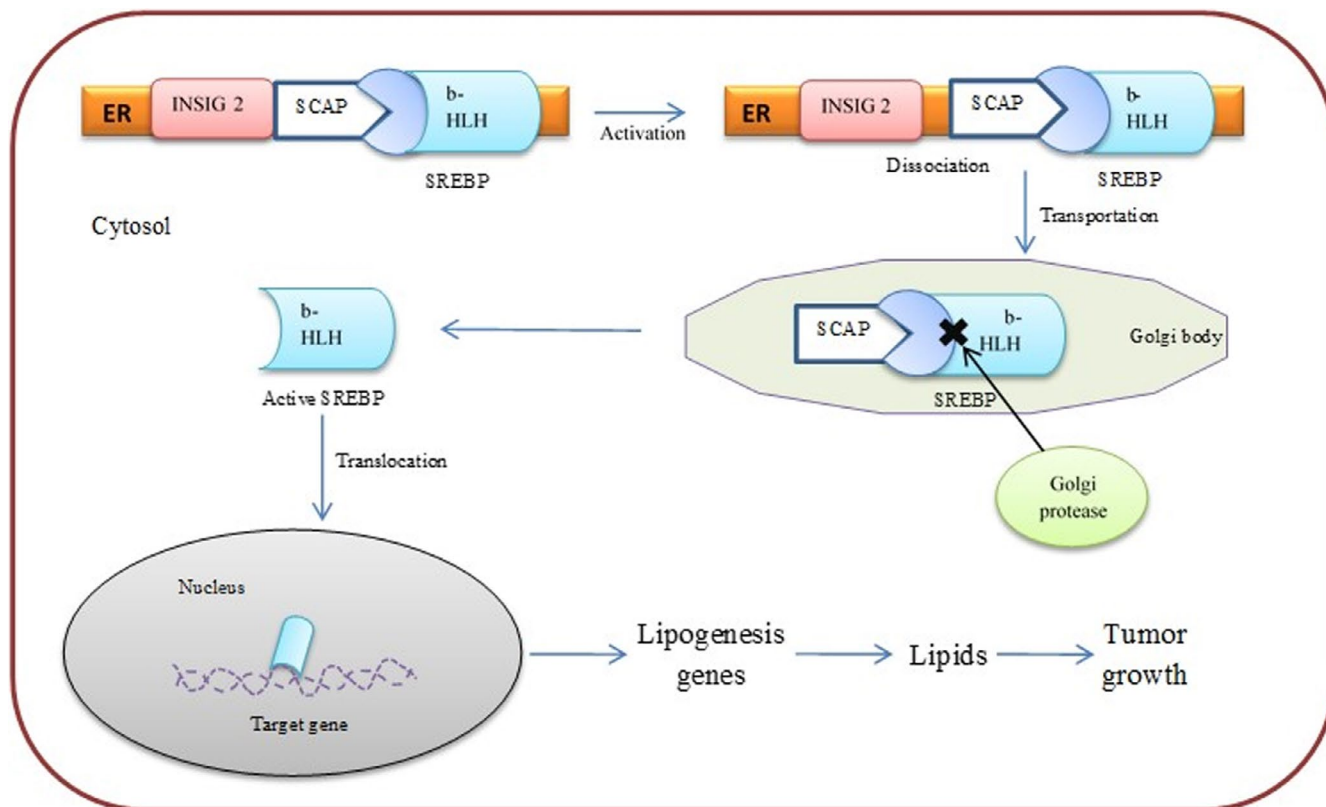 ER
INSIG 2
SCAP
b-
HLH
SREBP
Activation
ER
INSIG 2
SCAP
b-
HLH
Dissociation
SREBP
Transportation
Cytosol
b-
HLH
Active SREBP
SCAP
b-
HLH
SREBP
Golgi body
Golgi
protease
Translocation
Nucleus
Target gene
Lipogenesis
genes
Lipids
Tumor
growth